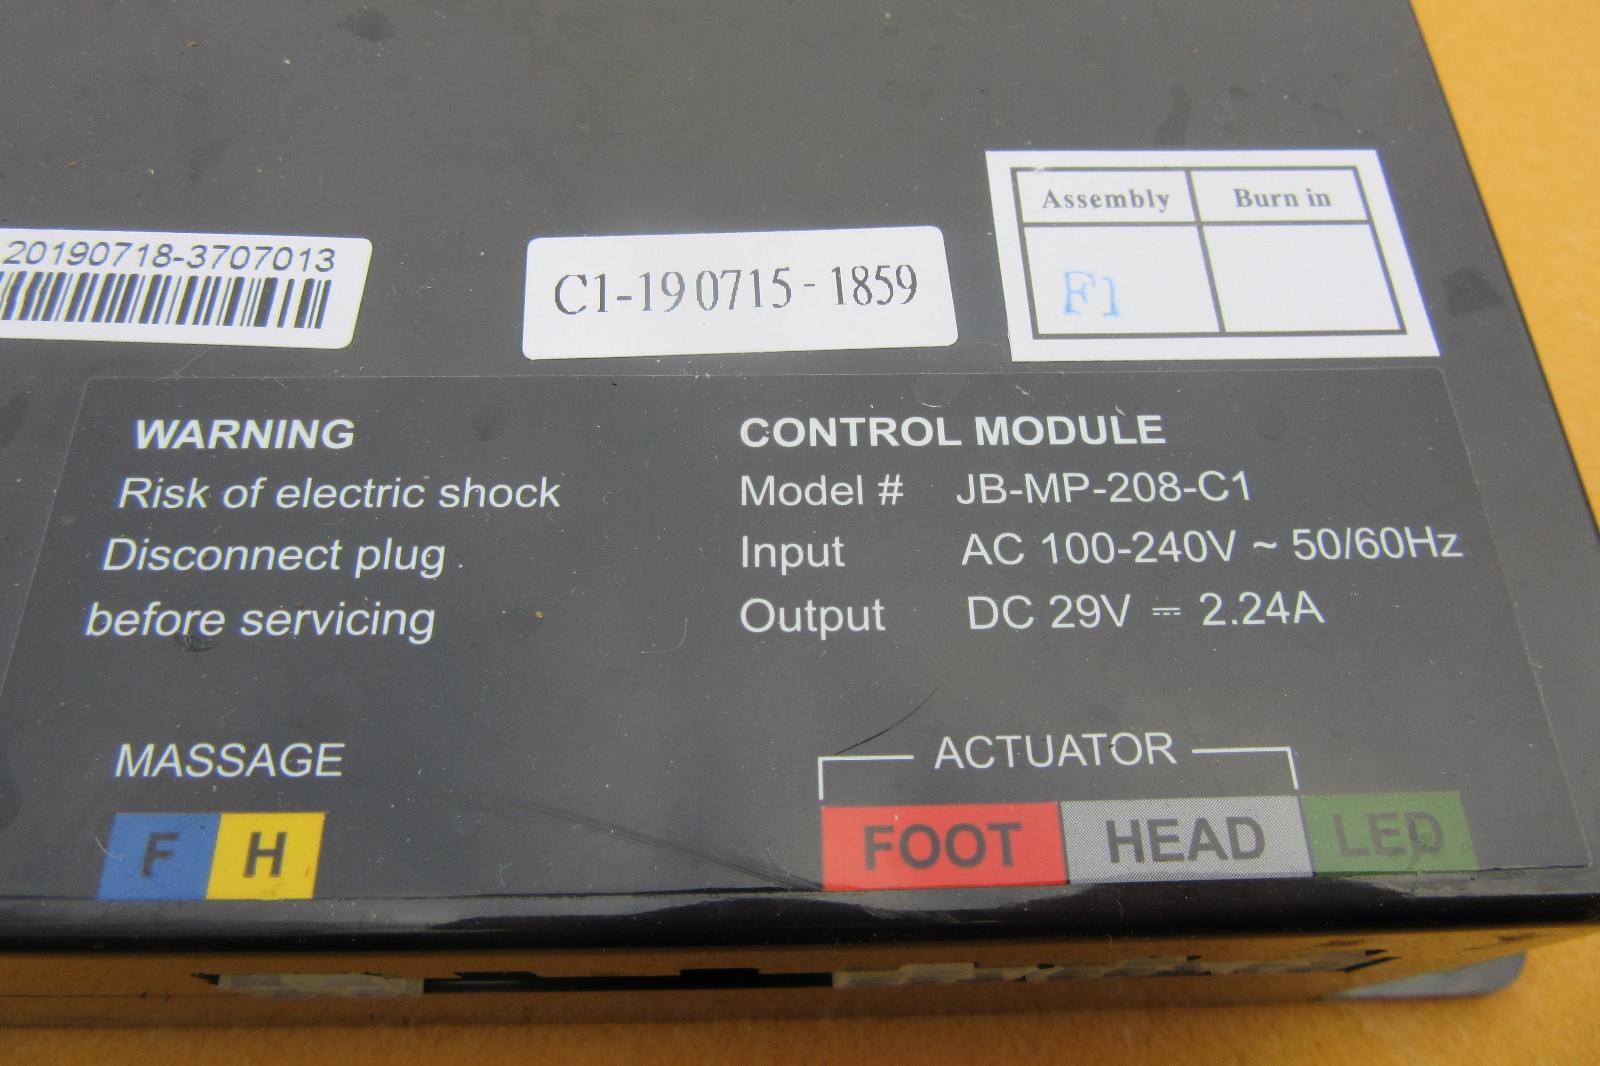 20190718-3707013
C1-190715-1859
Assembly Burn in
F1
WARNING
Risk of electric shock
Disconnect plug
before servicing
CONTROL MODULE
Model # JB-MP-208-C1
Input AC 100-240V ~ 50/60Hz
Output DC 29V ⎓ 2.24A
MASSAGE
F H
ACTUATOR
FOOT HEAD LED